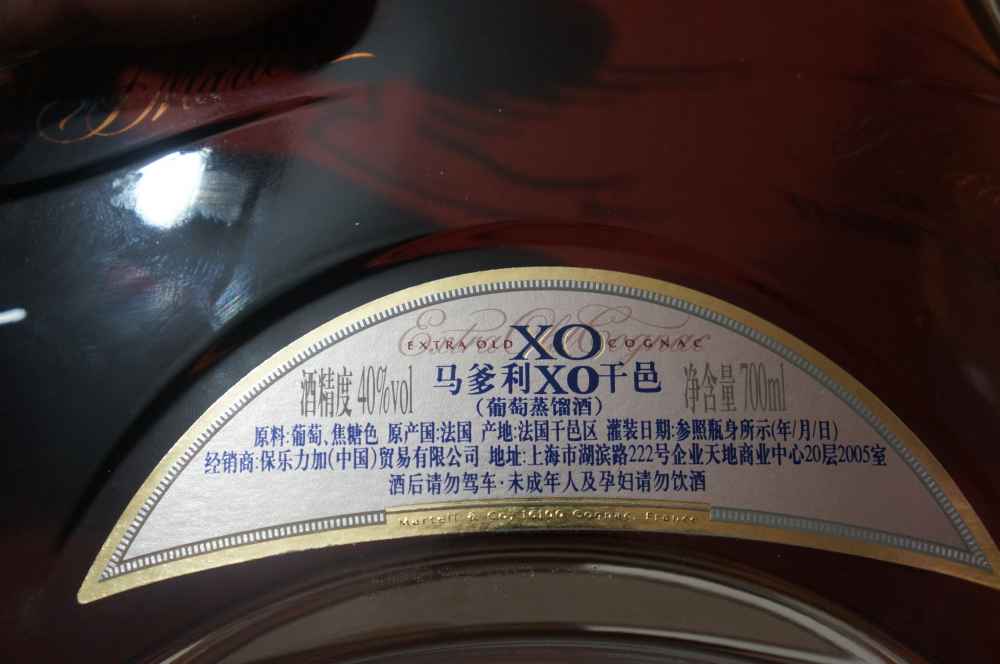 Extra Old Cognac
EXTRA OLD XO COGNAC
酒精度 40%vol 马爹利XO干邑 净含量 700ml
(葡萄蒸馏酒)
原料:葡萄、焦糖色 原产国:法国 产地:法国干邑区 灌装日期:参照瓶身所示(年/月/日)
经销商:保乐力加(中国)贸易有限公司 地址:上海市湖滨路222号企业天地商业中心20层2005室
酒后请勿驾车·未成年人及孕妇请勿饮酒
Martell & Co, 16100 Cognac, France